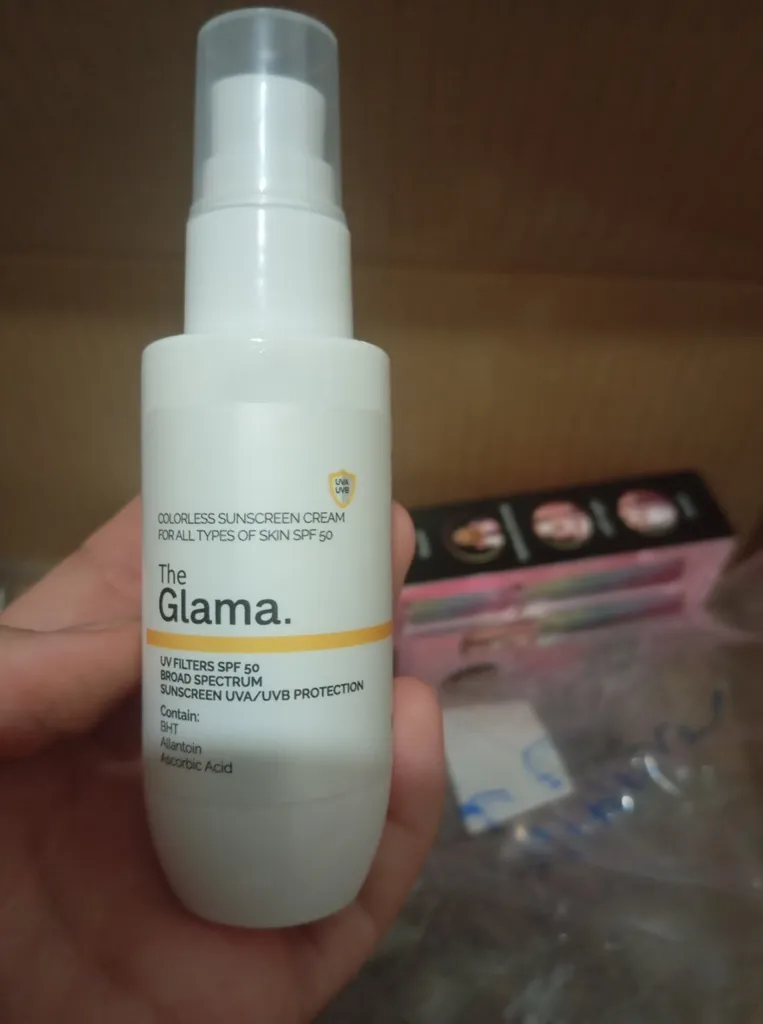 UVA
UVB
COLORLESS SUNSCREEN CREAM
FOR ALL TYPES OF SKIN SPF 50
The
Glama.
UV FILTERS SPF 50
BROAD SPECTRUM
SUNSCREEN UVA/UVB PROTECTION
Contain:
BHT
Allantoin
Ascorbic Acid